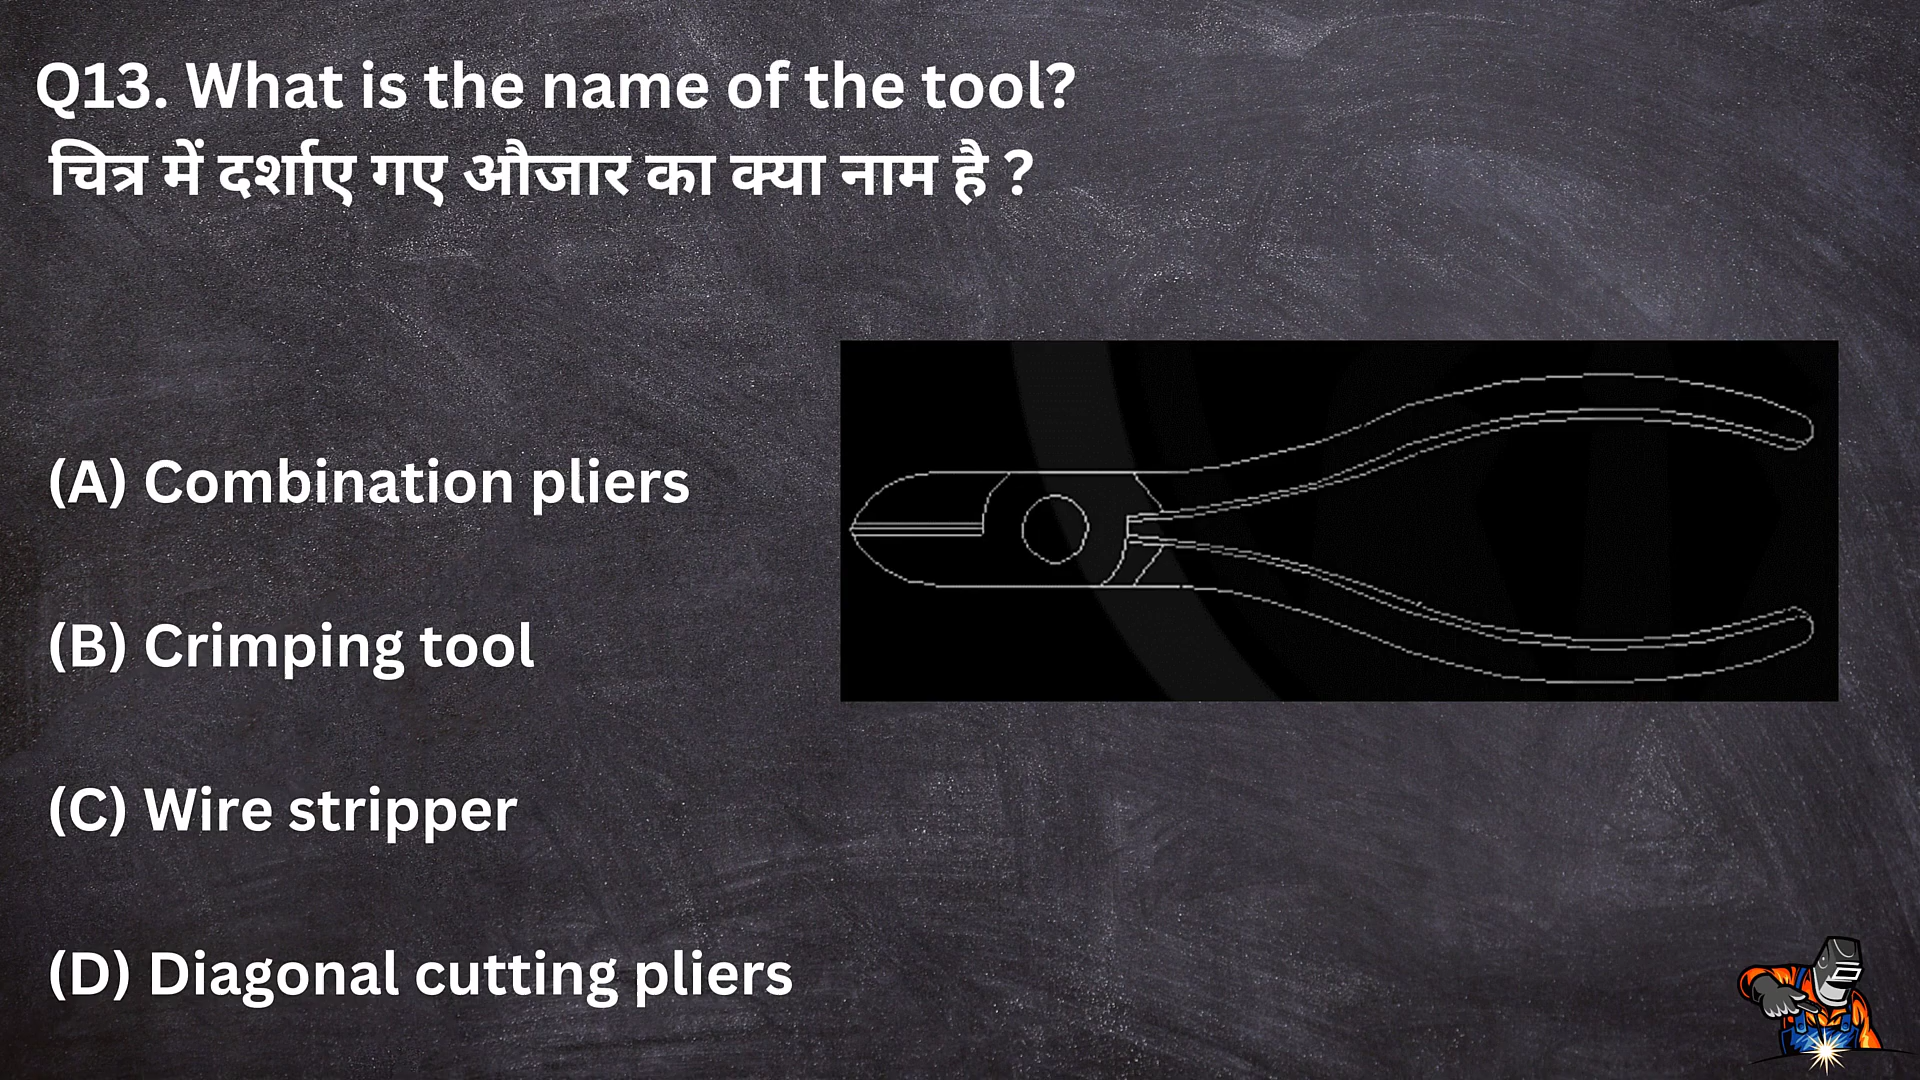 Q13. What is the name of the tool?
चित्र में दर्शाए गए औजार का क्या नाम है ?
(A) Combination pliers
(B) Crimping tool
(C) Wire stripper
(D) Diagonal cutting pliers